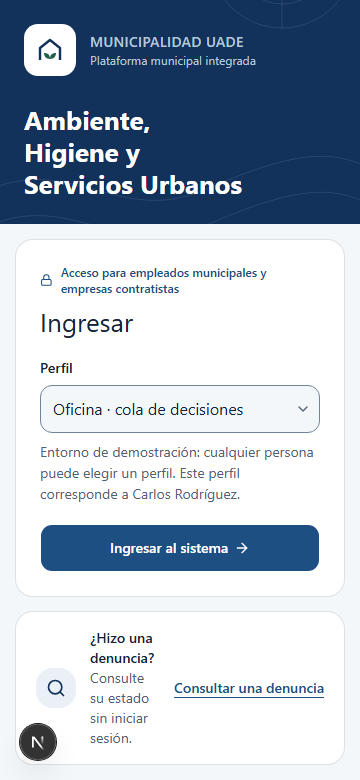 MUNICIPALIDAD UADE
Plataforma municipal integrada
Ambiente,
Higiene y
Servicios Urbanos
Acceso para empleados municipales y
empresas contratistas
Ingresar
Perfil
Oficina · cola de decisiones
Entorno de demostración: cualquier persona
puede elegir un perfil. Este perfil
corresponde a Carlos Rodríguez.
Ingresar al sistema →
¿Hizo una
denuncia?
Consulte
su estado
sin iniciar
sesión.
Consultar una denuncia
N